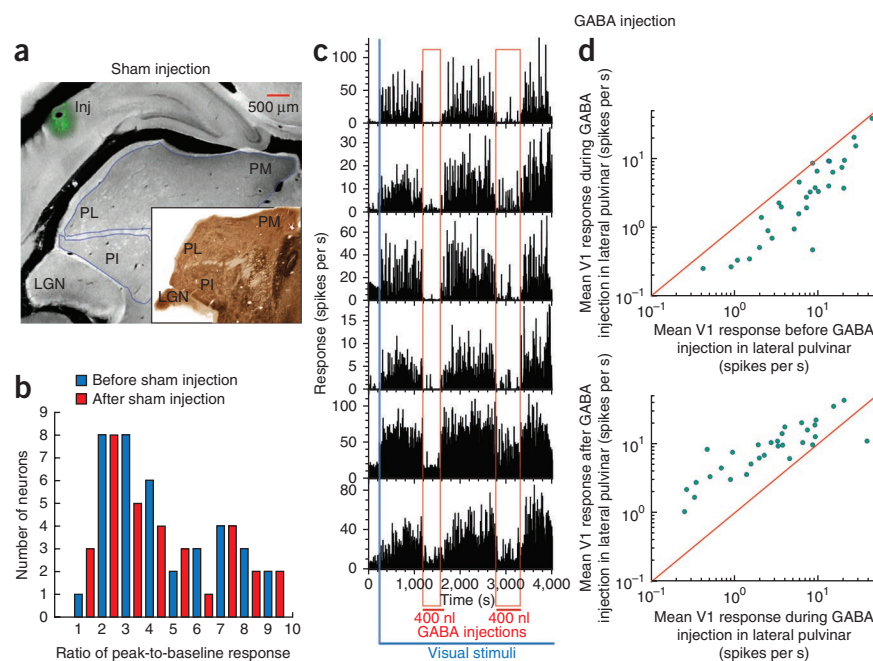 GABA injection
a
Sham injection
Inj
500 µm
PM
PL
PI
LGN
PM
PL
PI
LGN
b
Before sham injection
After sham injection
Number of neurons
9
8
7
6
5
4
3
2
1
0
1 2 3 4 5 6 7 8 9 10
Ratio of peak-to-baseline response
c
Response (spikes per s)
120
80
40
0
30
20
10
0
60
40
20
0
15
10
5
0
100
50
0
80
40
0
0 1,000 2,000 3,000 4,000
Time (s)
400 nl 400 nl
GABA injections
Visual stimuli
d
Mean V1 response during GABA
injection in lateral pulvinar (spikes per s)
10¹
10⁰
10⁻¹
10⁻¹ 10⁰ 10¹
Mean V1 response before GABA
injection in lateral pulvinar
(spikes per s)
Mean V1 response after GABA
injection in lateral pulvinar (spikes per s)
10¹
10⁰
10⁻¹
10⁻¹ 10⁰ 10¹
Mean V1 response during GABA
injection in lateral pulvinar
(spikes per s)